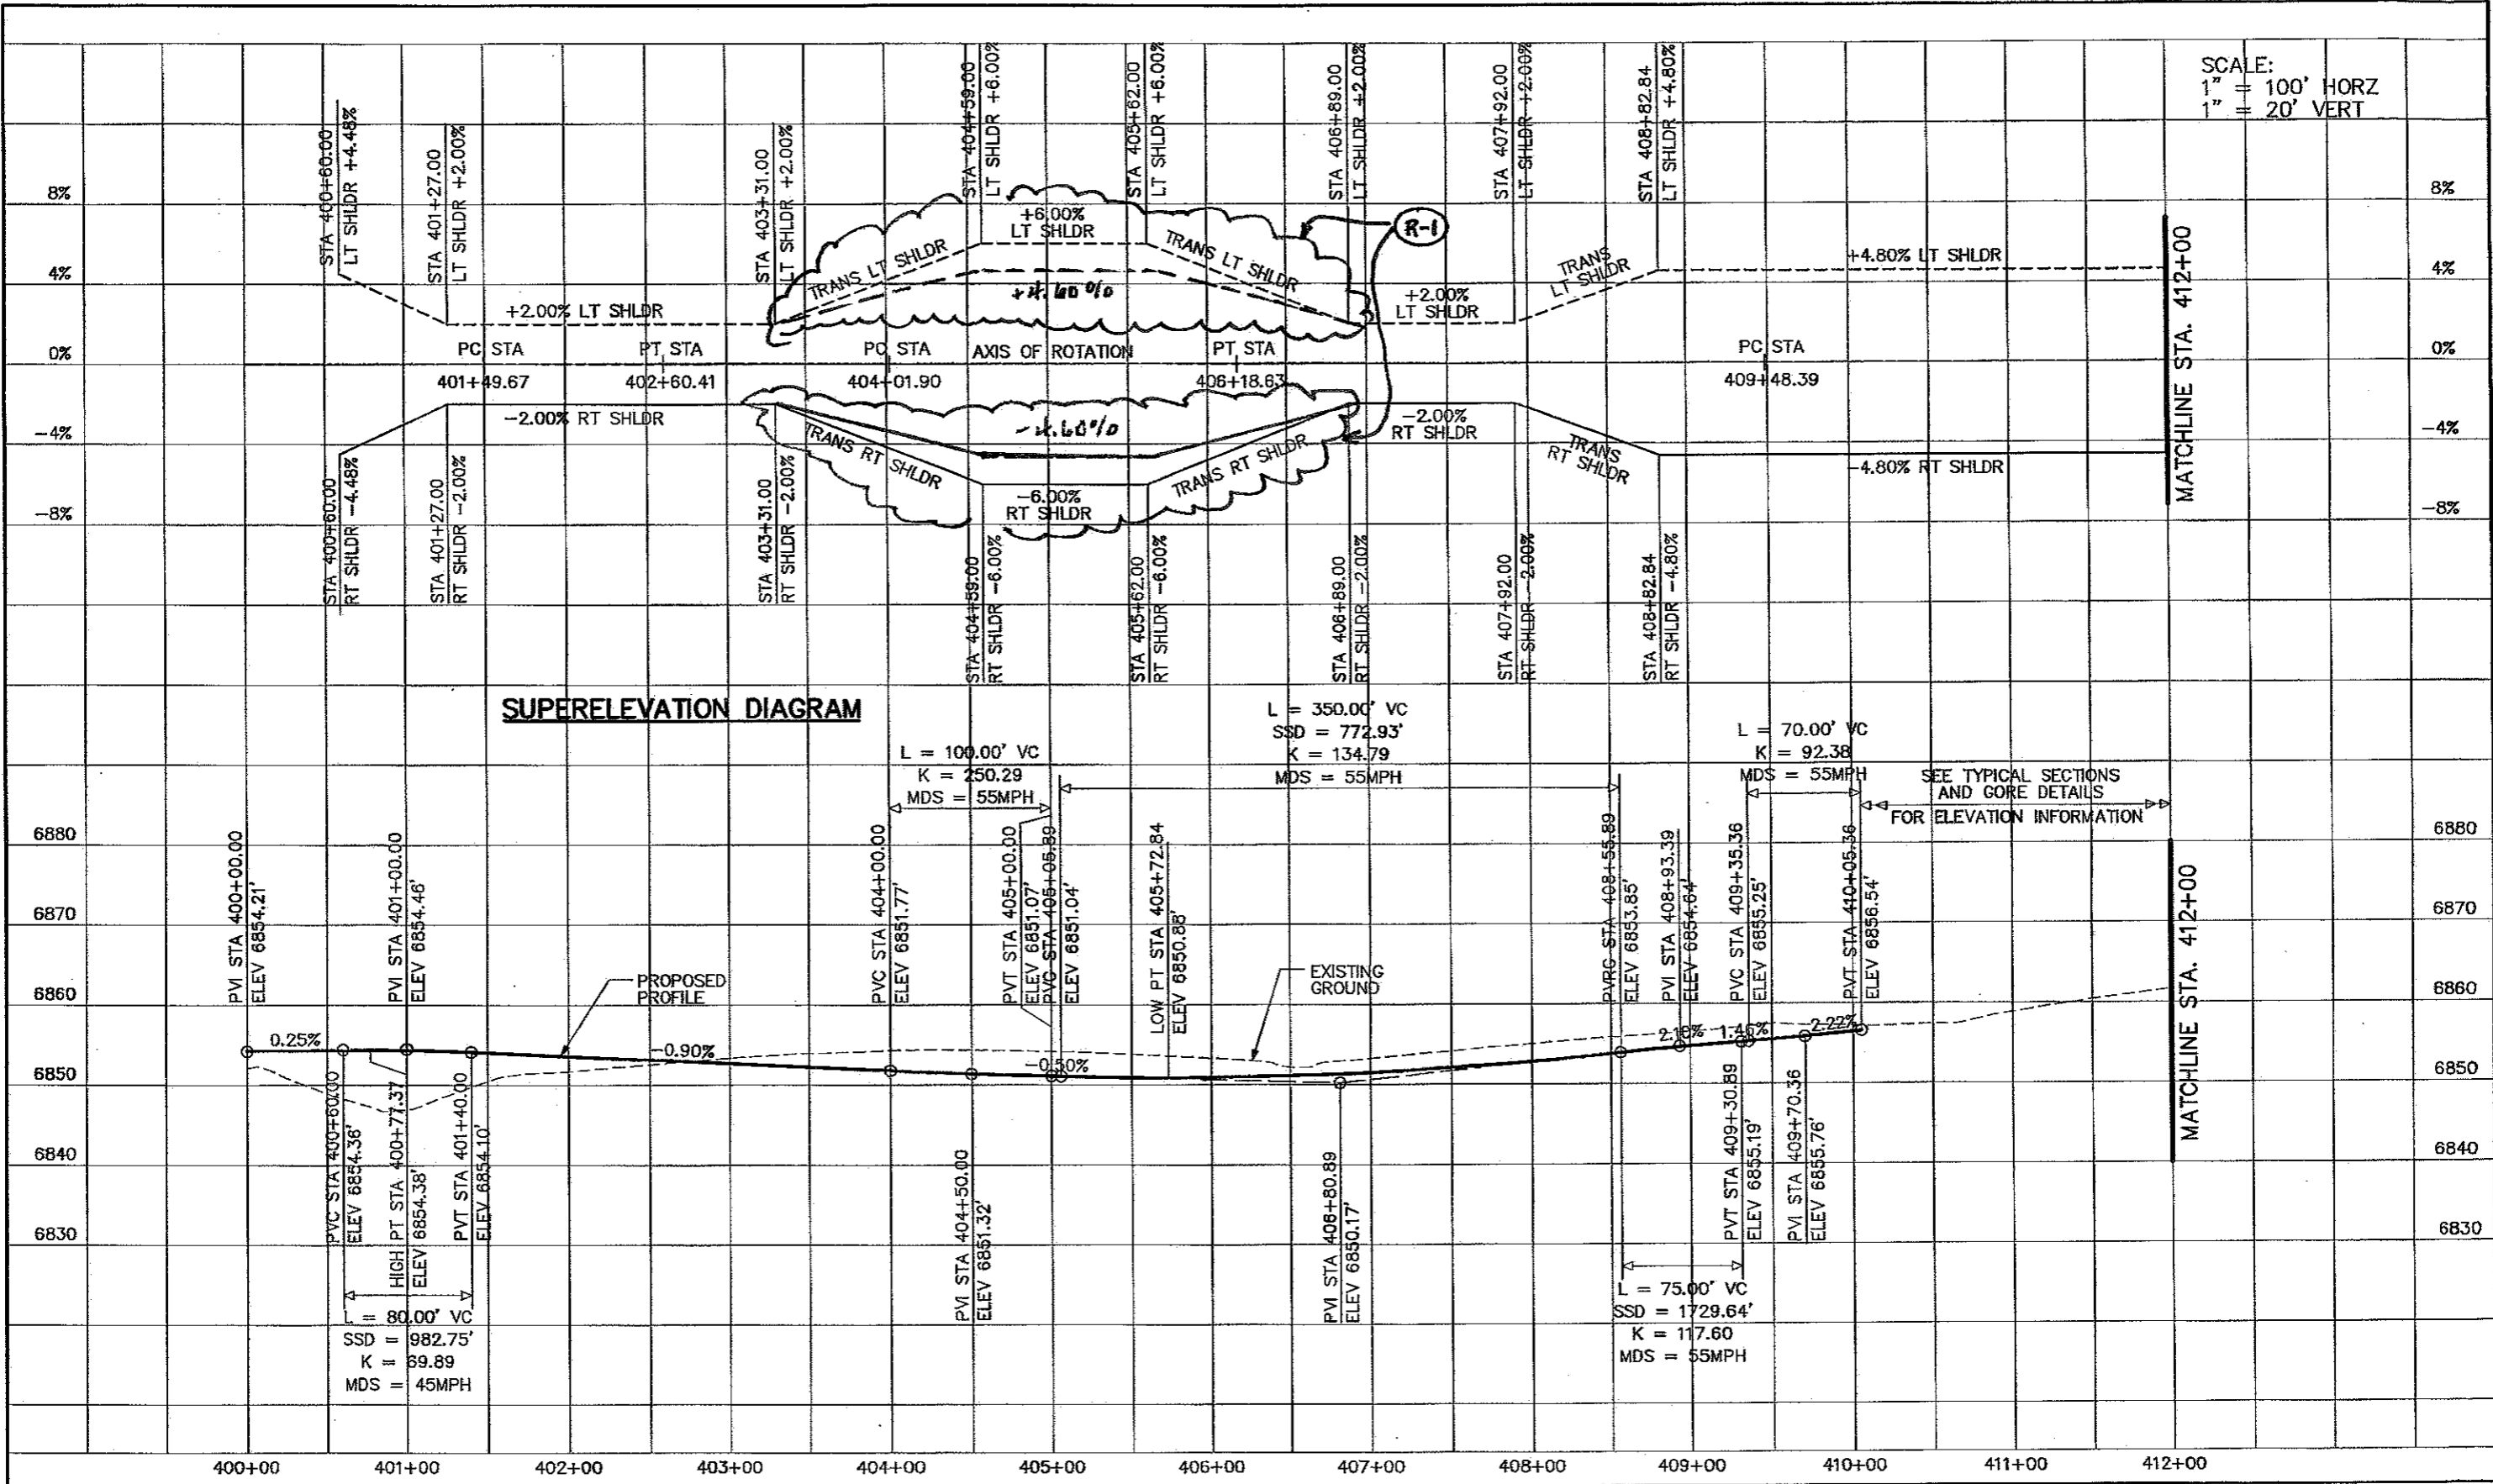 SCALE:
1" = 100' HORZ
1" = 20' VERT
STA 400+60.00
LT SHLDR +4.48%
STA 401+27.00
LT SHLDR +2.00%
STA 403+31.00
LT SHLDR +2.00%
STA 404+59.00
LT SHLDR +6.00%
STA 405+62.00
LT SHLDR +6.00%
STA 406+89.00
LT SHLDR +2.00%
STA 407+92.00
LT SHLDR +2.00%
STA 408+82.84
LT SHLDR +4.80%
8%
8%
4%
4%
0%
0%
-4%
-4%
-8%
-8%
+6.00%
LT SHLDR
R-1
TRANS LT SHLDR
TRANS LT SHLDR
TRANS
LT SHLDR
+4.80% LT SHLDR
+2.00% LT SHLDR
+2.00%
LT SHLDR
MATCHLINE STA. 412+00
PC STA
401+49.67
PT STA
402+60.41
PC STA
404+01.90
AXIS OF ROTATION
PT STA
406+18.63
PC STA
409+48.39
-2.00% RT SHLDR
-2.00%
RT SHLDR
TRANS RT SHLDR
TRANS RT SHLDR
TRANS
RT SHLDR
-4.80% RT SHLDR
-6.00%
RT SHLDR
STA 400+60.00
RT SHLDR -4.48%
STA 401+27.00
RT SHLDR -2.00%
STA 403+31.00
RT SHLDR -2.00%
STA 404+59.00
RT SHLDR -6.00%
STA 405+62.00
RT SHLDR -6.00%
STA 406+89.00
RT SHLDR -2.00%
STA 407+92.00
RT SHLDR -2.00%
STA 408+82.84
RT SHLDR -4.80%
SUPERELEVATION DIAGRAM
L = 100.00' VC
K = 250.29
MDS = 55MPH
L = 350.00' VC
SSD = 772.93'
K = 134.79
MDS = 55MPH
L = 70.00' VC
K = 92.38
MDS = 55MPH
SEE TYPICAL SECTIONS
AND GORE DETAILS
FOR ELEVATION INFORMATION
6880
6880
6870
6870
6860
6860
6850
6850
6840
6840
6830
6830
PVI STA 400+00.00
ELEV 6854.21'
PVI STA 401+00.00
ELEV 6854.46'
PVC STA 404+00.00
ELEV 6851.77'
PVT STA 405+00.00
ELEV 6851.07'
PVC STA 405+05.89
ELEV 6851.04'
LOW PT STA 405+72.84
ELEV 6850.88'
PVRC STA 408+55.89
ELEV 6853.85'
PVI STA 408+93.39
ELEV 6854.64'
PVC STA 409+35.36
ELEV 6855.25'
PVT STA 410+05.36
ELEV 6856.54'
MATCHLINE STA. 412+00
PROPOSED
PROFILE
EXISTING
GROUND
0.25%
-0.90%
-0.50%
2.10%
1.46%
2.22%
PVC STA 400+60.00
ELEV 6854.36'
HIGH PT STA 400+77.37
ELEV 6854.38'
PVT STA 401+40.00
ELEV 6854.10'
PVI STA 404+50.00
ELEV 6851.32'
PVI STA 406+80.89
ELEV 6850.17'
PVT STA 409+30.89
ELEV 6855.19'
PVI STA 409+70.36
ELEV 6855.76'
L = 80.00' VC
SSD = 982.75'
K = 69.89
MDS = 45MPH
L = 75.00' VC
SSD = 1729.64'
K = 117.60
MDS = 55MPH
400+00
401+00
402+00
403+00
404+00
405+00
406+00
407+00
408+00
409+00
410+00
411+00
412+00